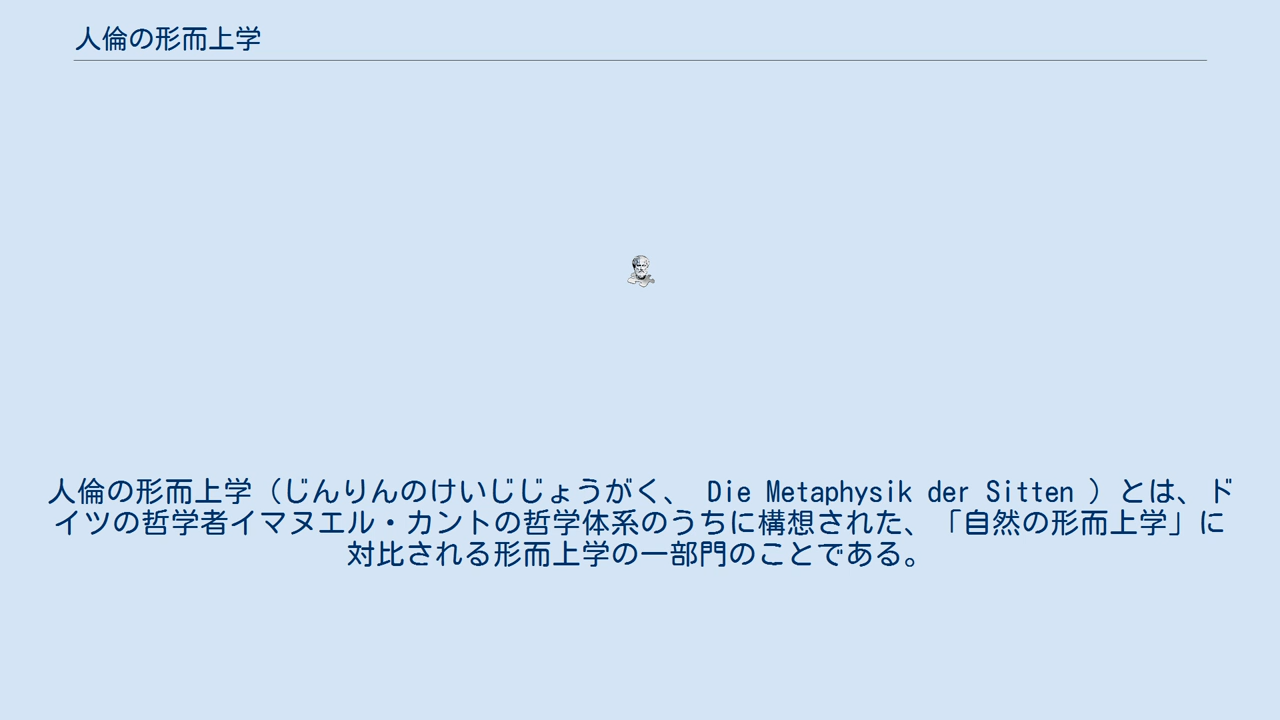 人倫の形而上学
人倫の形而上学（じんりんのけいじじょうがく、 Die Metaphysik der Sitten ）とは、ド
イツの哲学者イマヌエル・カントの哲学体系のうちに構想された、「自然の形而上学」に
対比される形而上学の一部門のことである。